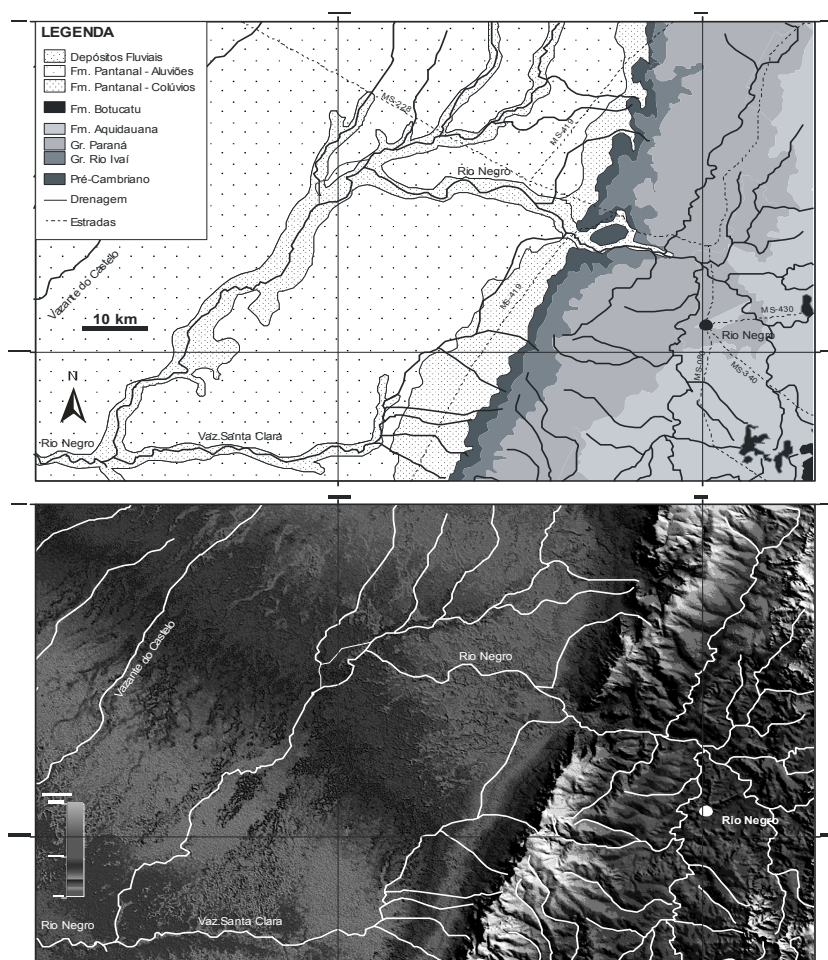 LEGENDA
Depósitos Fluviais
Fm. Pantanal - Aluviões
Fm. Pantanal - Colúvios
Fm. Botucatu
Fm. Aquidauana
Gr. Paraná
Gr. Rio Ivaí
Pré-Cambriano
Drenagem
Estradas
MS-228
MS-419
Rio Negro
Vazante do Castelo
10 km
MS-419
MS-430
Rio Negro
MS-080
MS-340
N
Rio Negro
Vaz.Santa Clara
Vazante do Castelo
Rio Negro
Rio Negro
Rio Negro
Vaz.Santa Clara